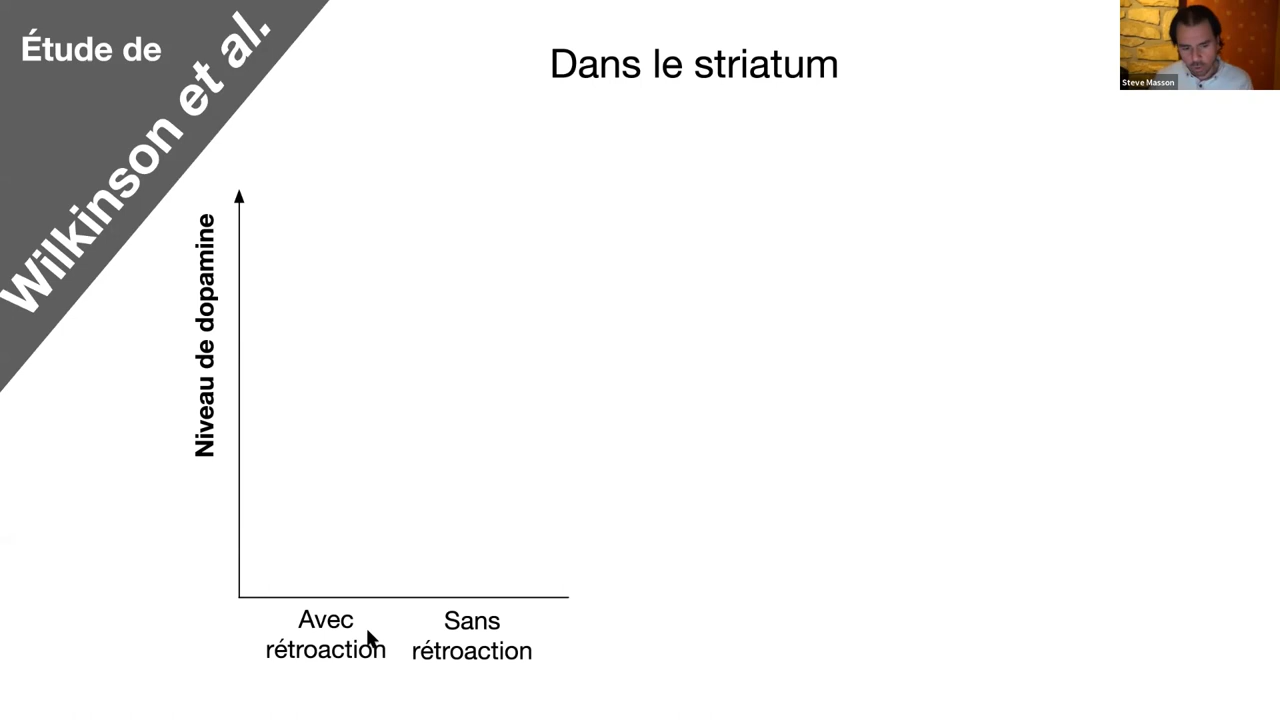 Étude de
Wilkinson et al.
Dans le striatum
Steve Masson
Niveau de dopamine
Avec
rétroaction
Sans
rétroaction